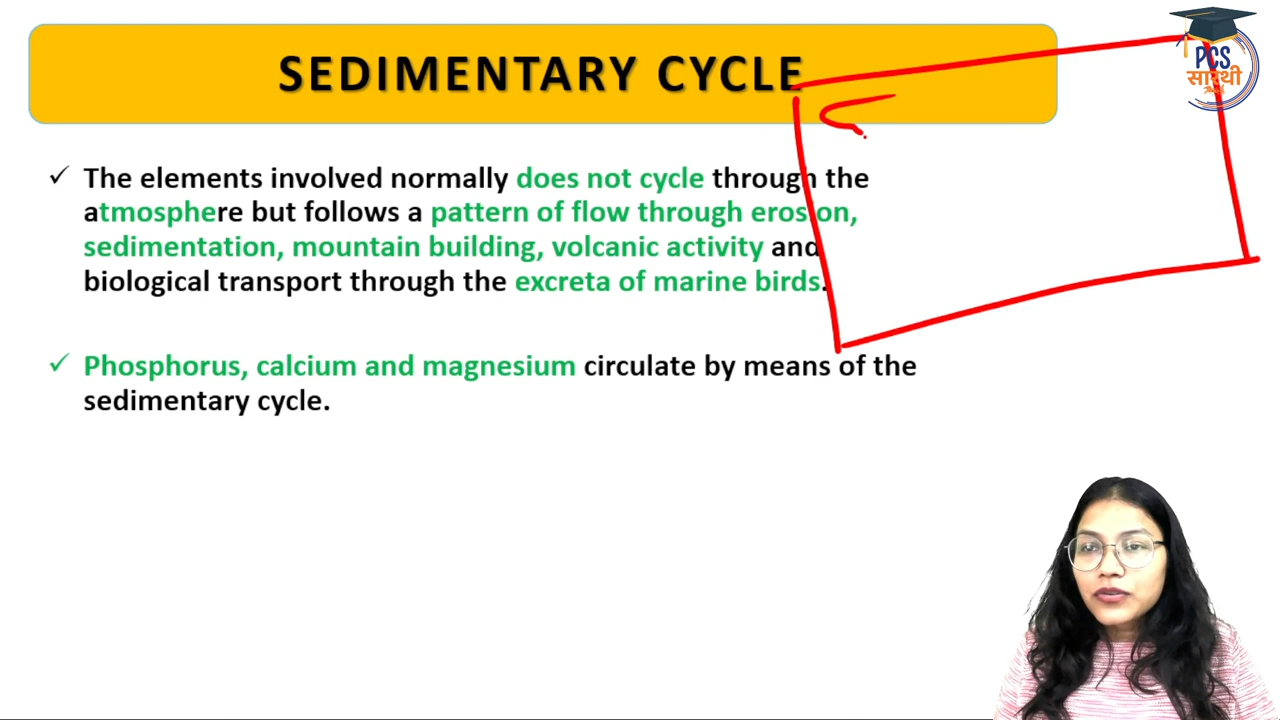 SEDIMENTARY CYCLE
PCS
सारथी
The elements involved normally does not cycle through the
atmosphere but follows a pattern of flow through erosion,
sedimentation, mountain building, volcanic activity and
biological transport through the excreta of marine birds.
Phosphorus, calcium and magnesium circulate by means of the
sedimentary cycle.